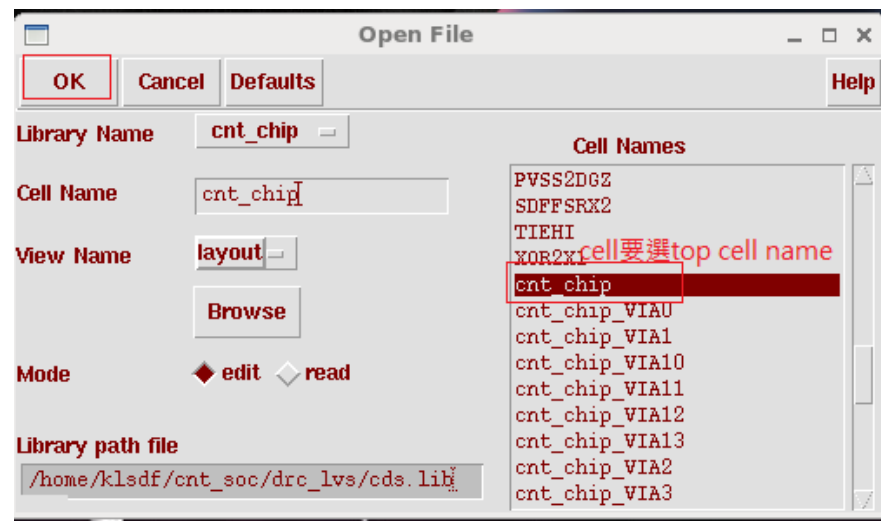 Open File
OK
Cancel
Defaults
Help
Library Name
cnt_chip
Cell Name
cnt_chip
View Name
layout
Browse
Mode
edit
read
Library path file
/home/klsdf/cnt_soc/drc_lvs/cds.lib
Cell Names
PVSS2DGZ
SDFFSRX2
TIEHI
XOR2X1
cell要選top cell name
cnt_chip
cnt_chip_VIA0
cnt_chip_VIA1
cnt_chip_VIA10
cnt_chip_VIA11
cnt_chip_VIA12
cnt_chip_VIA13
cnt_chip_VIA2
cnt_chip_VIA3